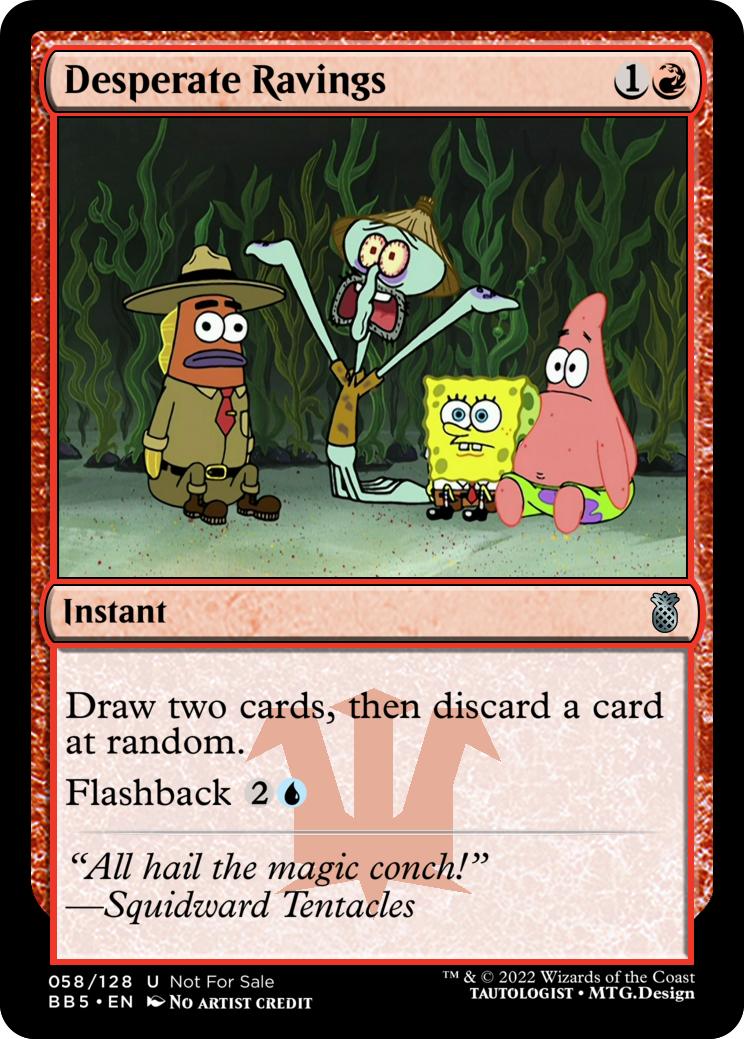 Desperate Ravings 1
Instant
Draw two cards, then discard a card
at random.
Flashback 2
“All hail the magic conch!”
—Squidward Tentacles
058/128 U Not For Sale
BB5 • EN No artist credit
™ & © 2022 Wizards of the Coast
TAUTOLOGIST • MTG.Design